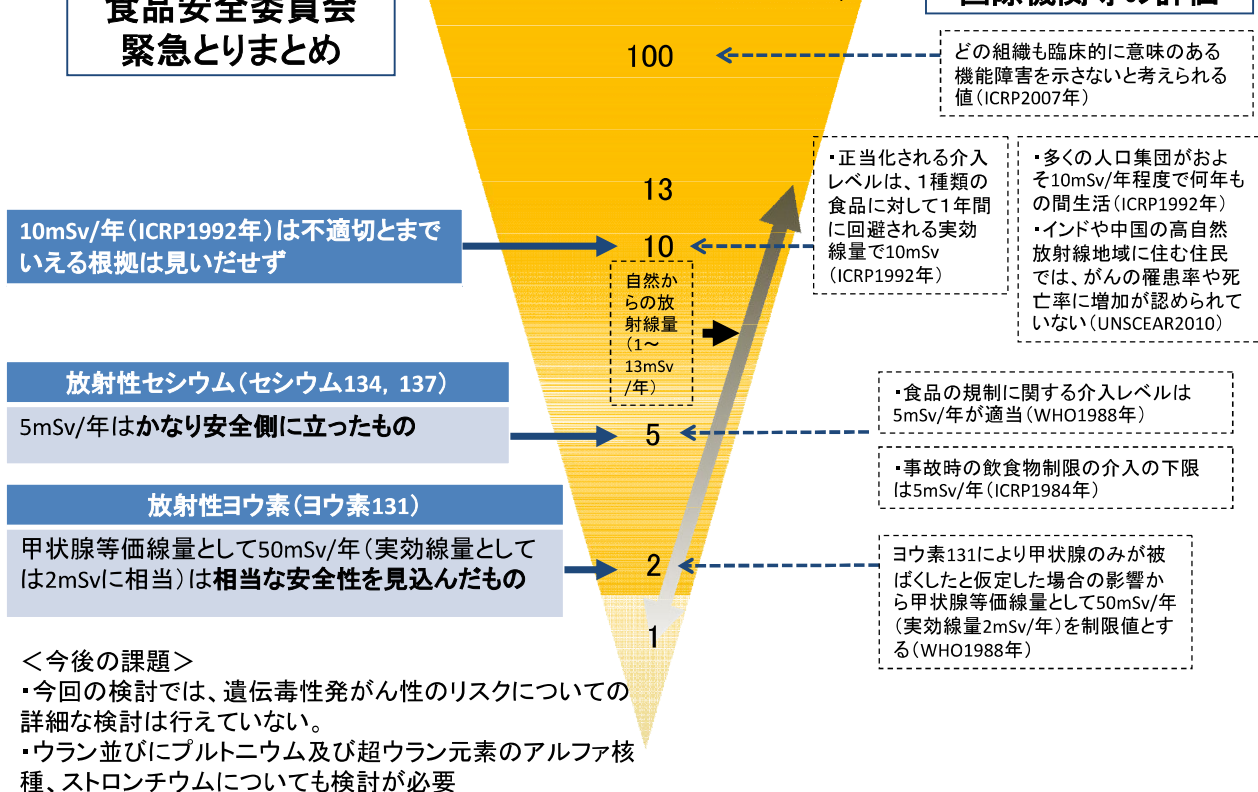 食品安全委員会
緊急とりまとめ
国際機関等の評価
100
どの組織も臨床的に意味のある
機能障害を示さないと考えられる
値(ICRP2007年)
13
10mSv/年(ICRP1992年)は不適切とまで
いえる根拠は見いだせず
10
・正当化される介入
レベルは、1種類の
食品に対して1年間
に回避される実効
線量で10mSv
(ICRP1992年)
・多くの人口集団がおよ
そ10mSv/年程度で何年も
の間生活(ICRP1992年)
・インドや中国の高自然
放射線地域に住む住民
では、がんの罹患率や死
亡率に増加が認められて
いない(UNSCEAR2010)
自然か
らの放
射線量
(1~
13mSv
/年)
放射性セシウム(セシウム134, 137)
5mSv/年はかなり安全側に立ったもの
5
・食品の規制に関する介入レベルは
5mSv/年が適当(WHO1988年)
・事故時の飲食物制限の介入の下限
は5mSv/年(ICRP1984年)
放射性ヨウ素(ヨウ素131)
甲状腺等価線量として50mSv/年(実効線量として
は2mSvに相当)は相当な安全性を見込んだもの
2
ヨウ素131により甲状腺のみが被
ばくしたと仮定した場合の影響か
ら甲状腺等価線量として50mSv/年
(実効線量2mSv/年)を制限値とす
る(WHO1988年)
1
<今後の課題>
・今回の検討では、遺伝毒性発がん性のリスクについての
詳細な検討は行えていない。
・ウラン並びにプルトニウム及び超ウラン元素のアルファ核
種、ストロンチウムについても検討が必要